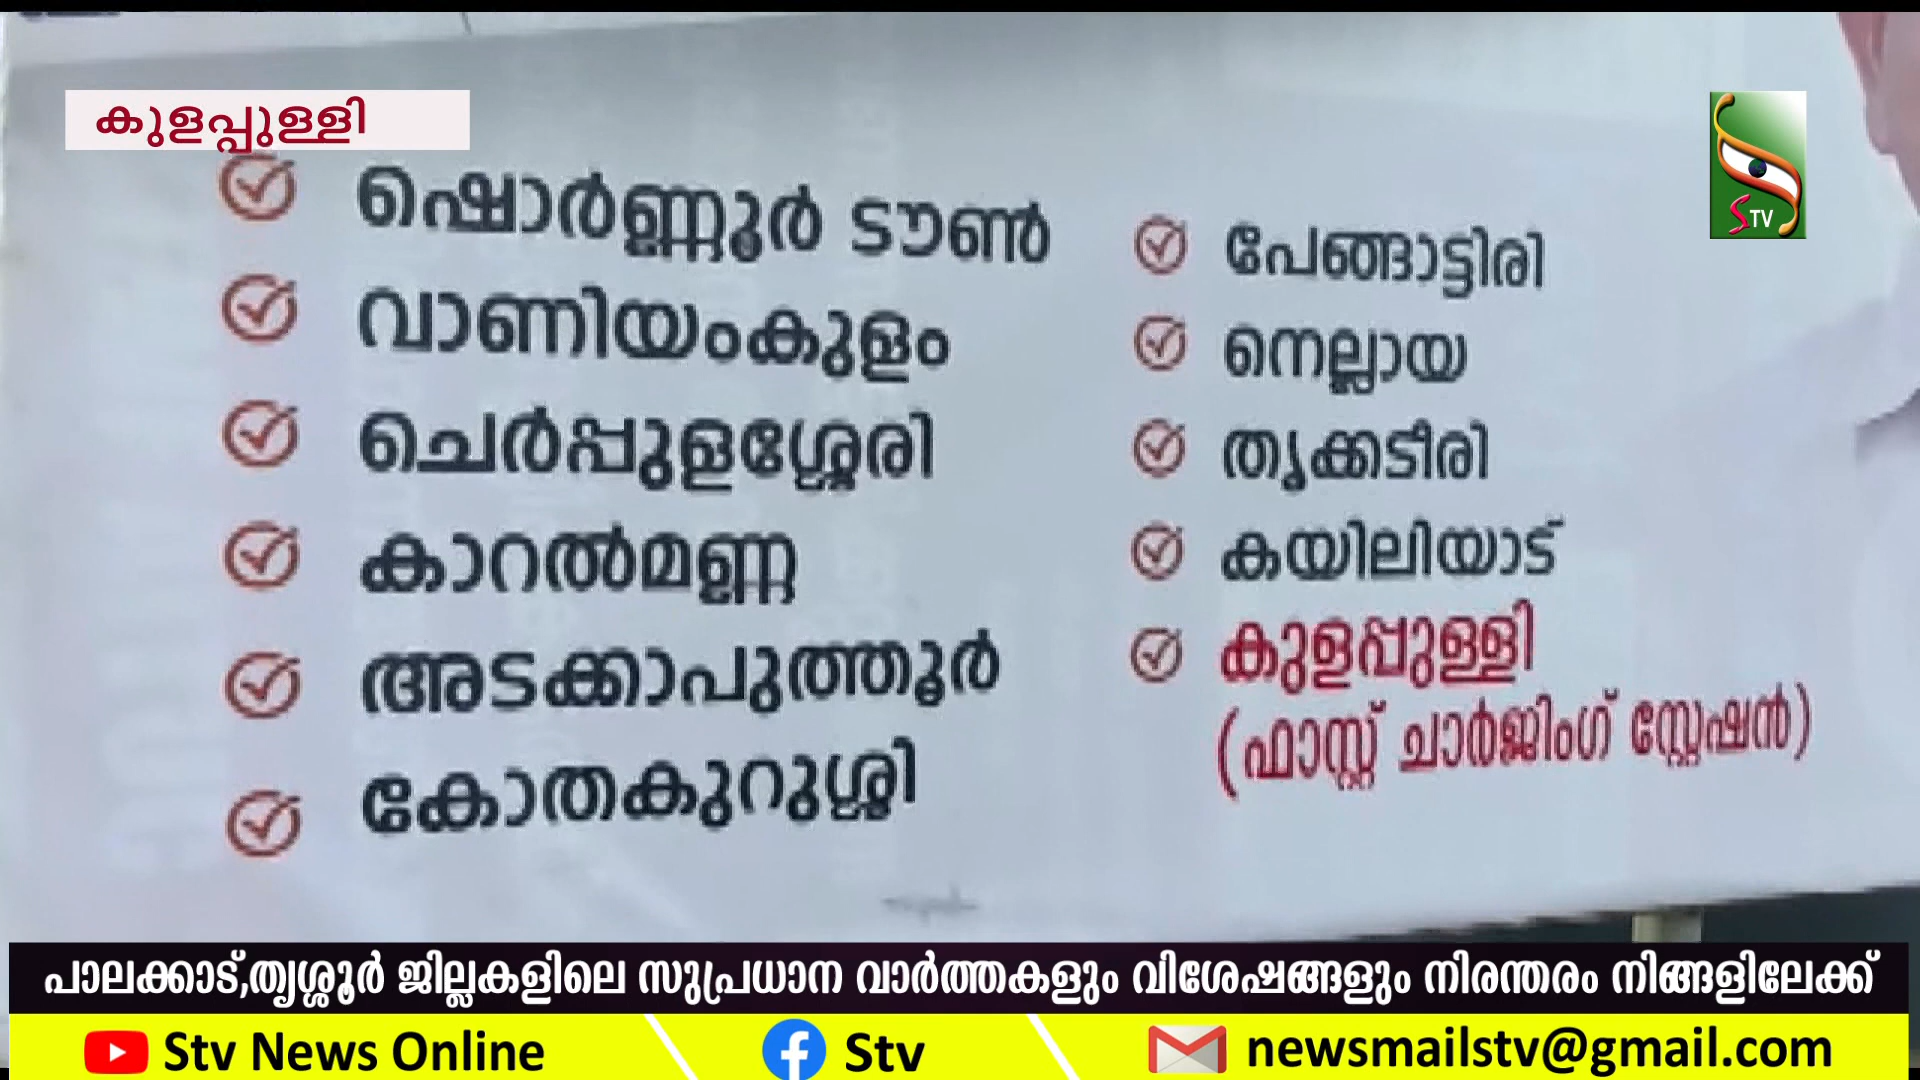 കുളപ്പുള്ളി
ഷൊർണ്ണൂർ ടൗൺ
വാണിയംകുളം
ചെർപ്പുളശ്ശേരി
കാറൽമണ്ണ
അടക്കാപുത്തൂർ
കോതകുറുശ്ശി
പേങ്ങാട്ടിരി
നെല്ലായ
തൃക്കടീരി
കയിലിയാട്
കുളപ്പുള്ളി
(ഫാസ്റ്റ് ചാർജിംഗ് സ്റ്റേഷൻ)
STV
പാലക്കാട്,തൃശ്ശൂർ ജില്ലകളിലെ സുപ്രധാന വാർത്തകളും വിശേഷങ്ങളും നിരന്തരം നിങ്ങളിലേക്ക്
Stv News Online
Stv
newsmailstv@gmail.com